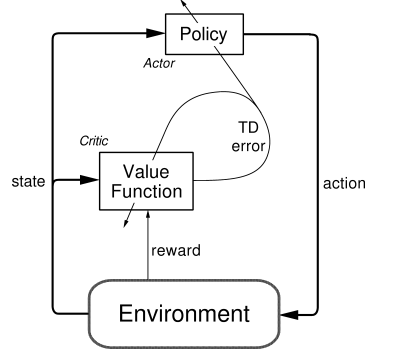 Policy
Actor
TD
error
Critic
Value
Function
state
action
reward
Environment